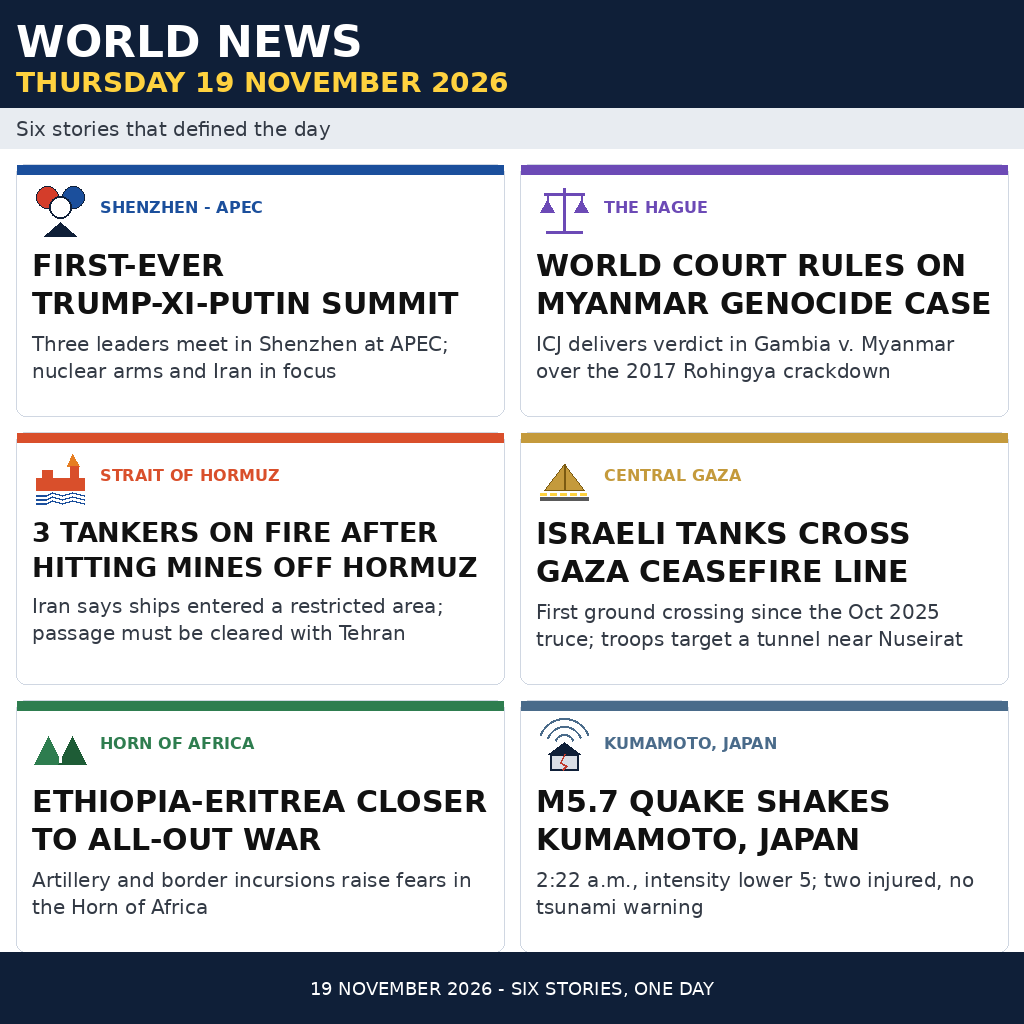 WORLD NEWS
THURSDAY 19 NOVEMBER 2026
Six stories that defined the day
SHENZHEN - APEC
FIRST-EVER
TRUMP-XI-PUTIN SUMMIT
Three leaders meet in Shenzhen at APEC;
nuclear arms and Iran in focus
THE HAGUE
WORLD COURT RULES ON
MYANMAR GENOCIDE CASE
ICJ delivers verdict in Gambia v. Myanmar
over the 2017 Rohingya crackdown
STRAIT OF HORMUZ
3 TANKERS ON FIRE AFTER
HITTING MINES OFF HORMUZ
Iran says ships entered a restricted area;
passage must be cleared with Tehran
CENTRAL GAZA
ISRAELI TANKS CROSS
GAZA CEASEFIRE LINE
First ground crossing since the Oct 2025
truce; troops target a tunnel near Nuseirat
HORN OF AFRICA
ETHIOPIA-ERITREA CLOSER
TO ALL-OUT WAR
Artillery and border incursions raise fears in
the Horn of Africa
KUMAMOTO, JAPAN
M5.7 QUAKE SHAKES
KUMAMOTO, JAPAN
2:22 a.m., intensity lower 5; two injured, no
tsunami warning
19 NOVEMBER 2026 - SIX STORIES, ONE DAY